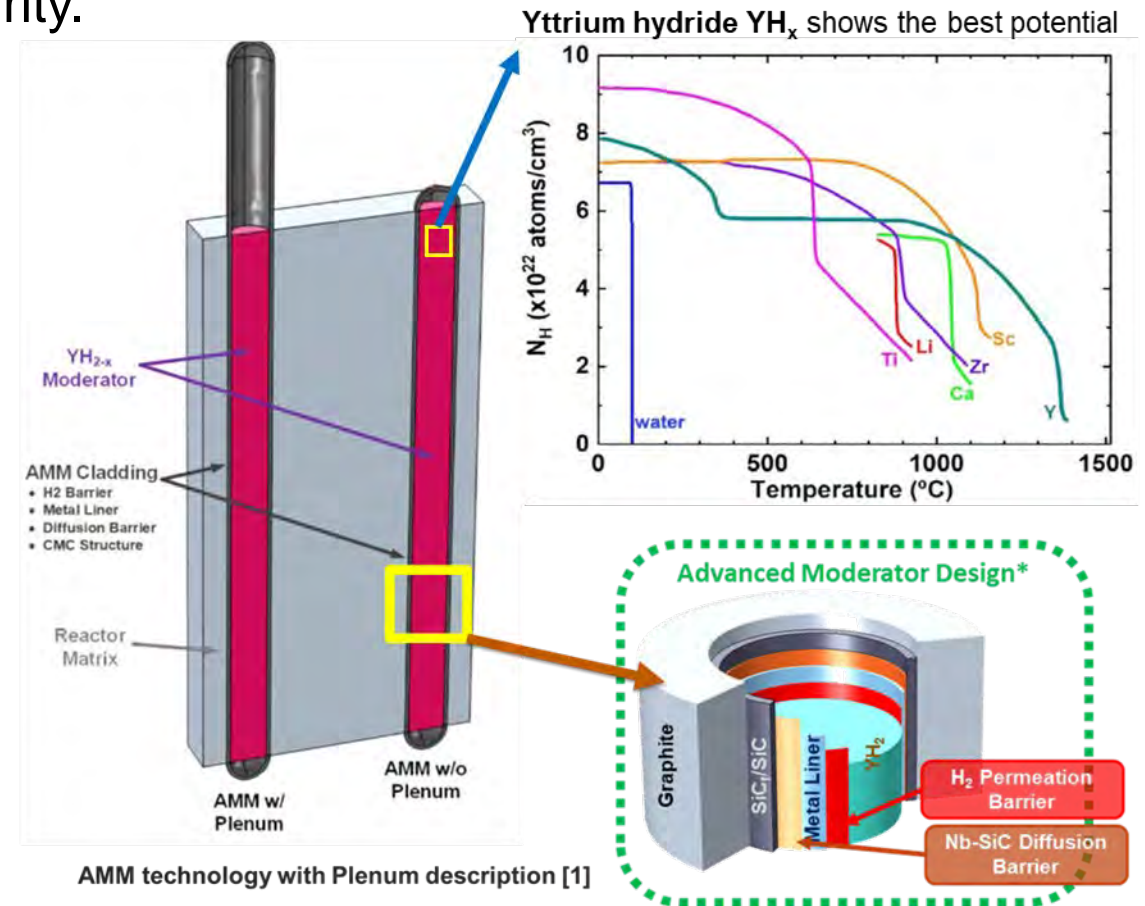 rity.
Yttrium hydride YHx shows the best potential
10
8
6
4
2
0
N_H (x10^22 atoms/cm^3)
Ti
Li
Zr
Sc
Ca
Y
water
0
500
1000
1500
Temperature (ºC)
YH2-x
Moderator
AMM Cladding
• H2 Barrier
• Metal Liner
• Diffusion Barrier
• CMC Structure
Reactor
Matrix
AMM w/
Plenum
AMM w/o
Plenum
AMM technology with Plenum description [1]
Advanced Moderator Design*
Graphite
SiCf/SiC
Metal Liner
YH2
H2 Permeation
Barrier
Nb-SiC Diffusion
Barrier